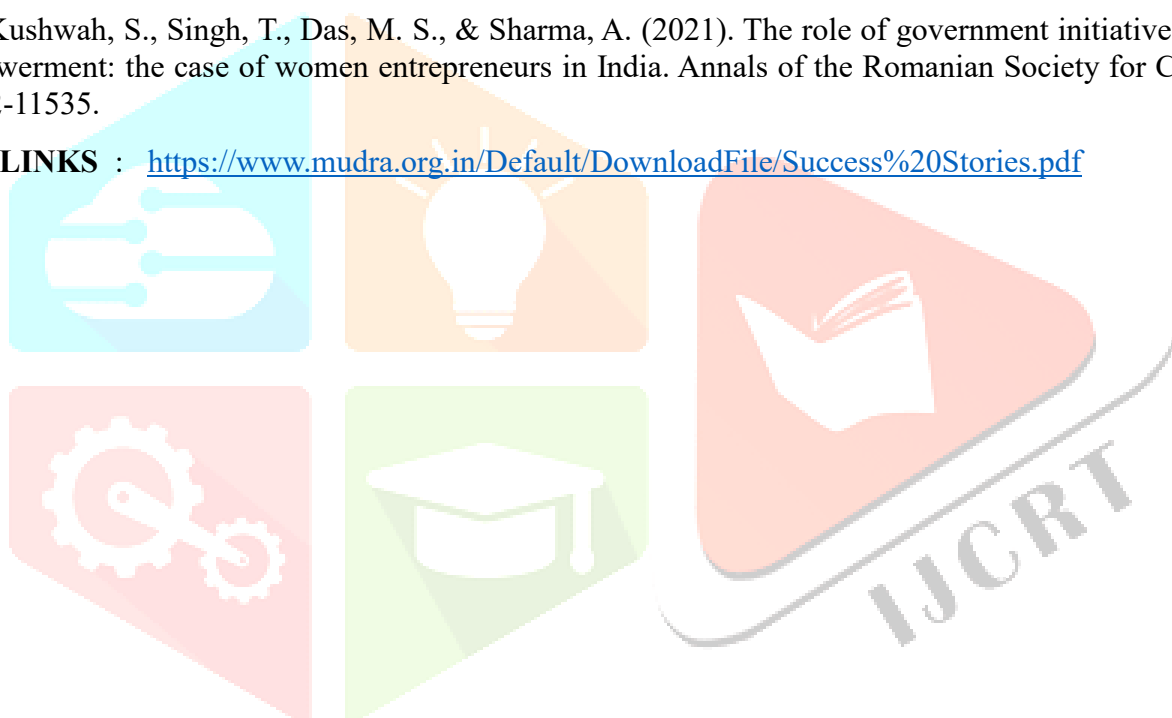 Kushwah, S., Singh, T., Das, M. S., & Sharma, A. (2021). The role of government initiative
werment: the case of women entrepreneurs in India. Annals of the Romanian Society for C
-11535.
LINKS : https://www.mudra.org.in/Default/DownloadFile/Success%20Stories.pdf
IJCRT